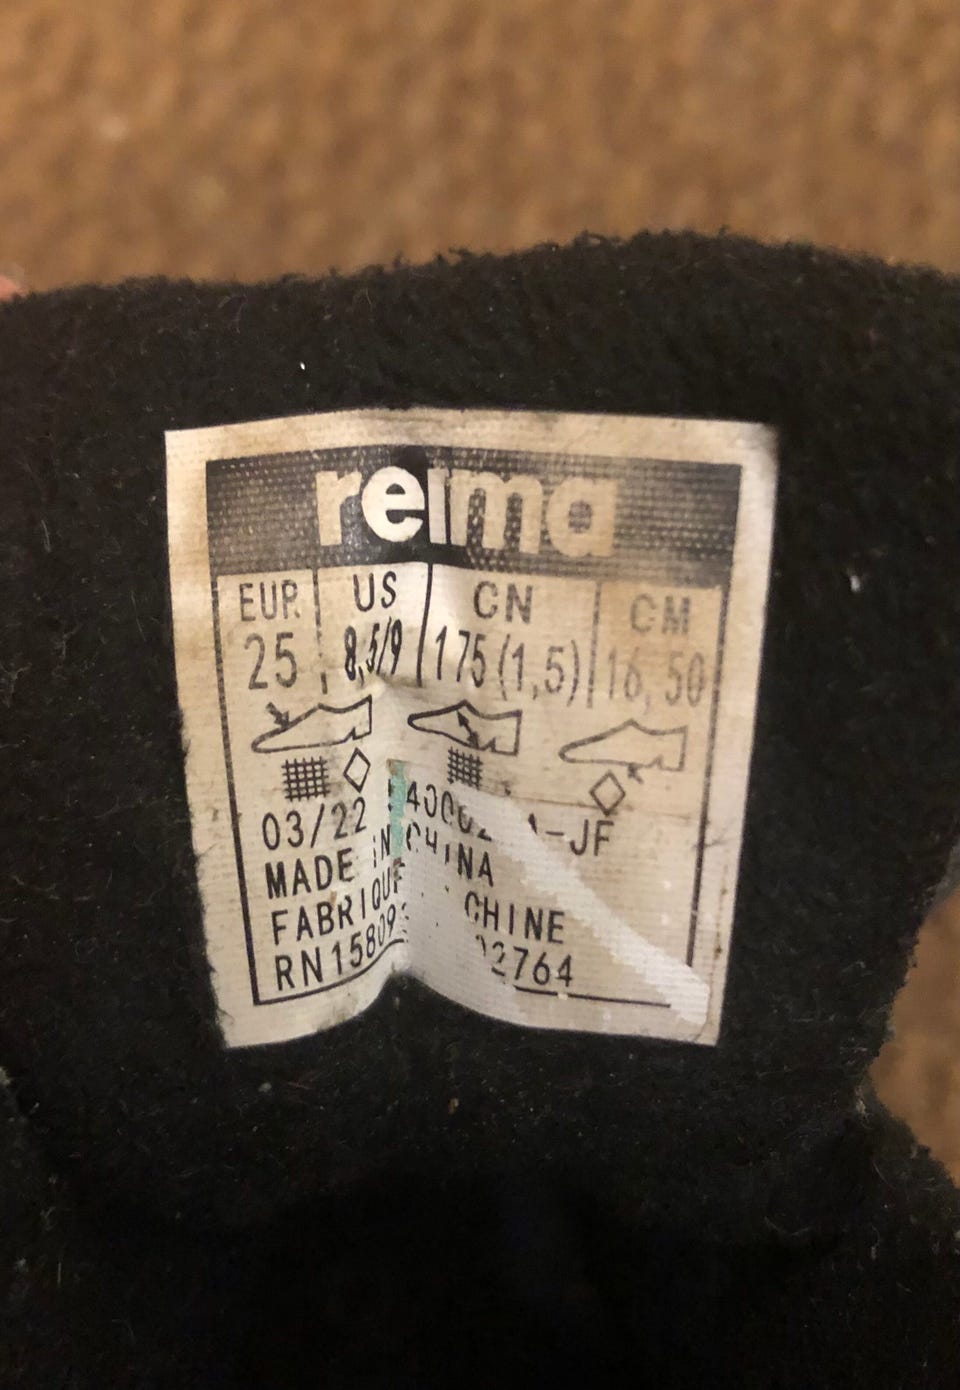 reima
EUR US CN CM
25 8,5/9 175(1,5) 16,50
03/22 -JF
MADE IN CHINA
FABRIQUE CHINE